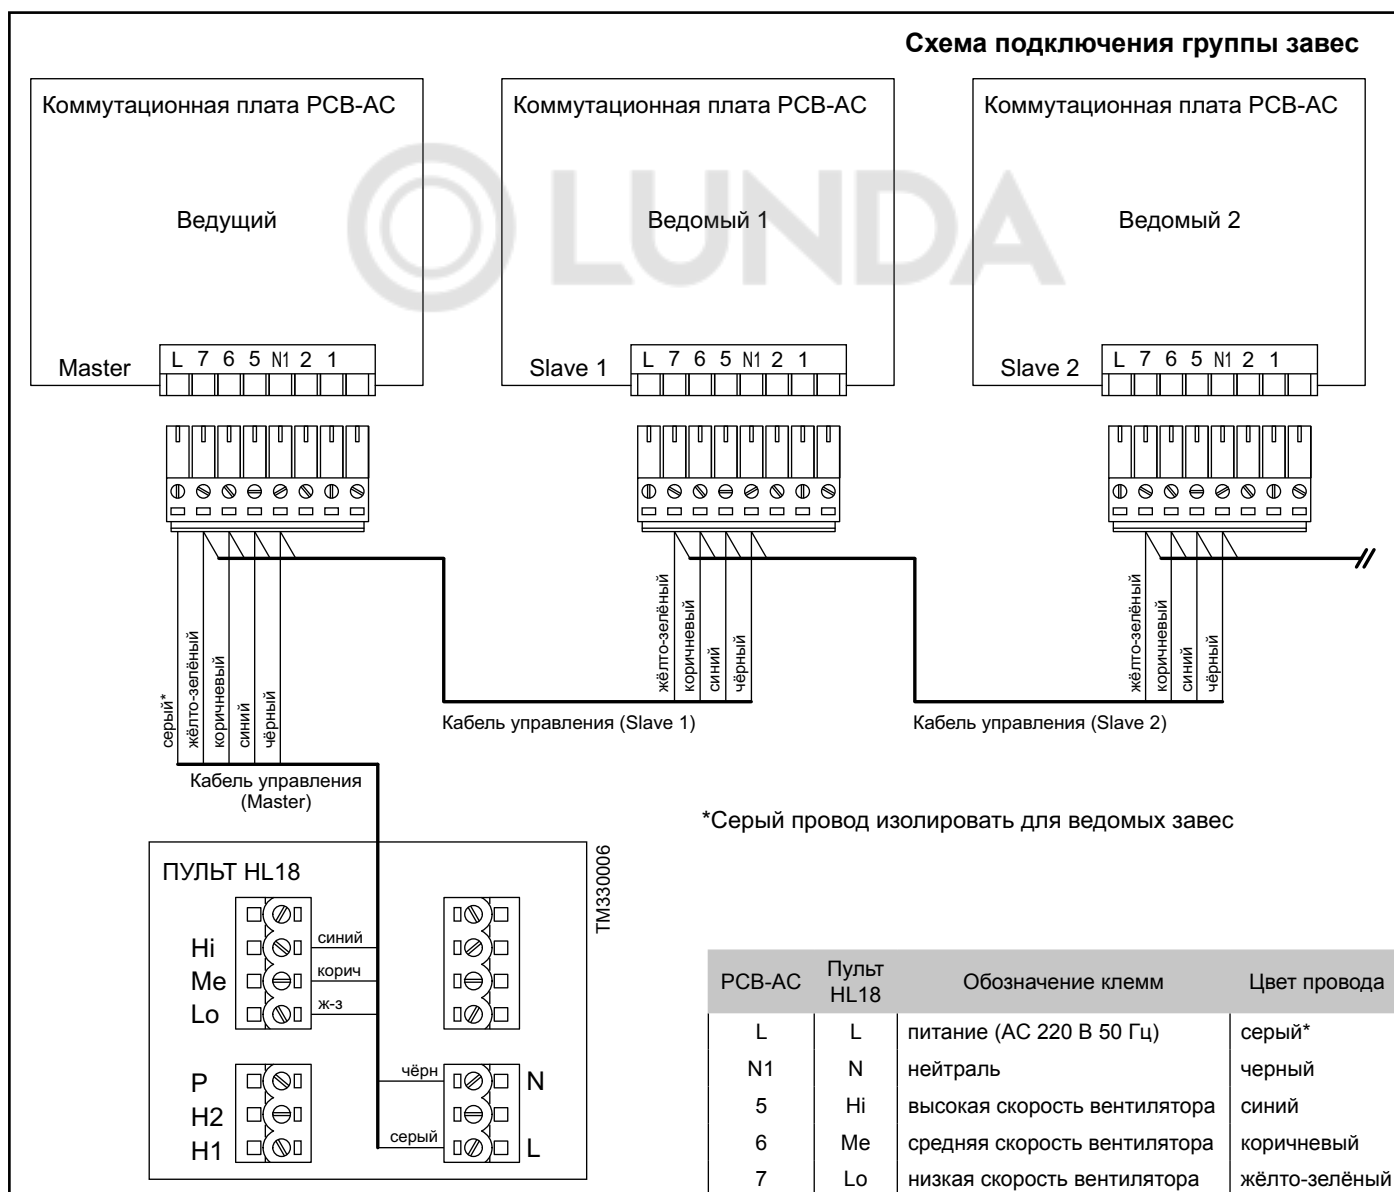 Схема подключения группы завес
Коммутационная плата PCB-AC
Коммутационная плата PCB-AC
Коммутационная плата PCB-AC
LUNDA
Ведущий
Ведомый 1
Ведомый 2
Master
L 7 6 5 N1 2 1
Slave 1
L 7 6 5 N1 2 1
Slave 2
L 7 6 5 N1 2 1
серый*
жёлто-зелёный
коричневый
синий
чёрный
жёлто-зелёный
коричневый
синий
чёрный
жёлто-зелёный
коричневый
синий
чёрный
Кабель управления (Slave 1)
Кабель управления (Slave 2)
Кабель управления
(Master)
*Серый провод изолировать для ведомых завес
ПУЛЬТ HL18
TM330006
Hi
синий
Me
корич
Lo
ж-з
P
чёрн
N
H2
H1
серый
L
PCB-AC Пульт HL18 Обозначение клемм Цвет провода
L L питание (AC 220 В 50 Гц) серый*
N1 N нейтраль черный
5 Hi высокая скорость вентилятора синий
6 Me средняя скорость вентилятора коричневый
7 Lo низкая скорость вентилятора жёлто-зелёный